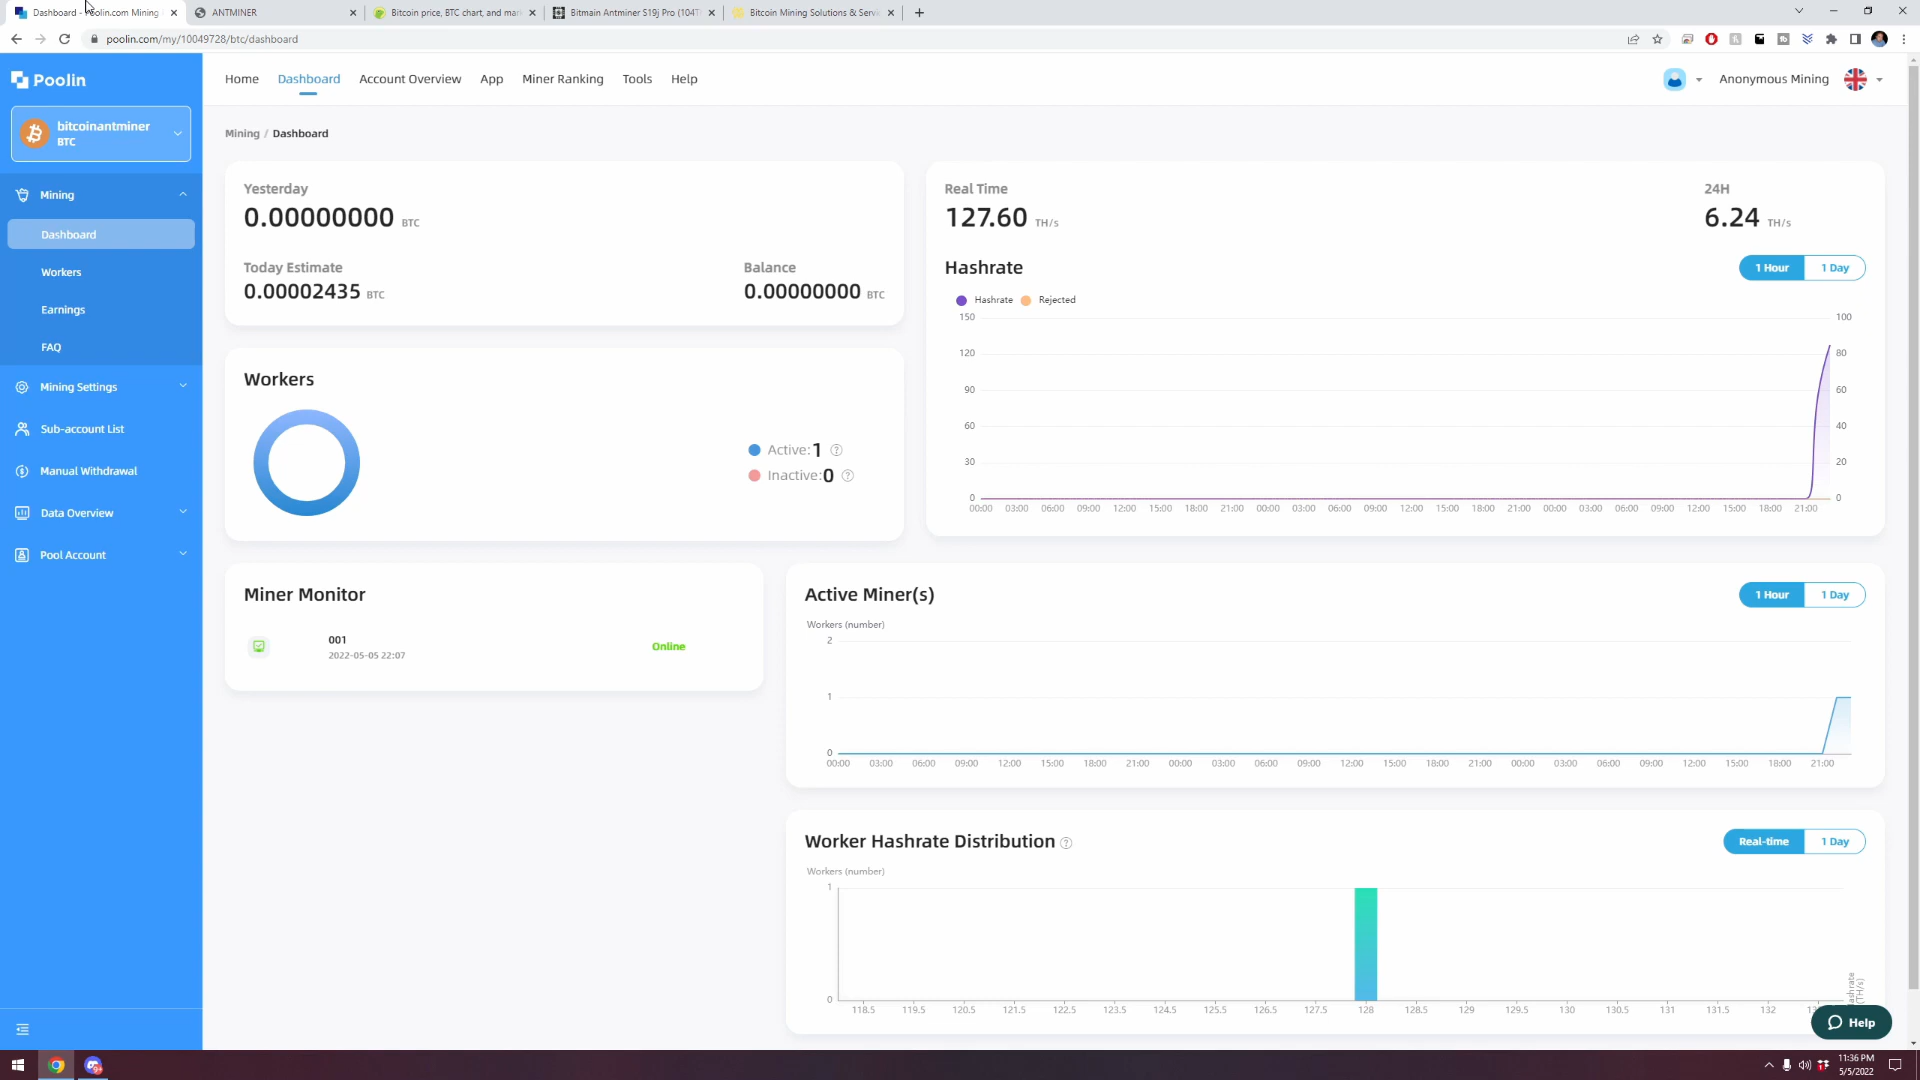 Dashboard - Poolin.com Mining
ANTMINER
Bitcoin price, BTC chart, and mar
Bitmain Antminer S19j Pro (104T
Bitcoin Mining Solutions & Servi
poolin.com/my/10049728/btc/dashboard
Poolin
Home
Dashboard
Account Overview
App
Miner Ranking
Tools
Help
Anonymous Mining
bitcoinantminer
BTC
Mining
Dashboard
Workers
Earnings
FAQ
Mining Settings
Sub-account List
Manual Withdrawal
Data Overview
Pool Account
Mining / Dashboard
Yesterday
0.00000000 BTC
Today Estimate
0.00002435 BTC
Balance
0.00000000 BTC
Real Time
127.60 TH/s
24H
6.24 TH/s
Hashrate
1 Hour
1 Day
Hashrate
Rejected
150
120
90
60
30
0
100
80
60
40
20
0
00:00 03:00 06:00 09:00 12:00 15:00 18:00 21:00 00:00 03:00 06:00 09:00 12:00 15:00 18:00 21:00 00:00 03:00 06:00 09:00 12:00 15:00 18:00 21:00
Workers
Active: 1
Inactive: 0
Miner Monitor
001
2022-05-05 22:07
Online
Active Miner(s)
1 Hour
1 Day
Workers (number)
2
1
0
00:00 03:00 06:00 09:00 12:00 15:00 18:00 21:00 00:00 03:00 06:00 09:00 12:00 15:00 18:00 21:00 00:00 03:00 06:00 09:00 12:00 15:00 18:00 21:00
Worker Hashrate Distribution
Real-time
1 Day
Workers (number)
1
0
118.5 119.5 120.5 121.5 122.5 123.5 124.5 125.5 126.5 127.5 128 128.5 129 129.5 130 130.5 131 131.5 132
(TH/s)
Help
11:36 PM
5/5/2022